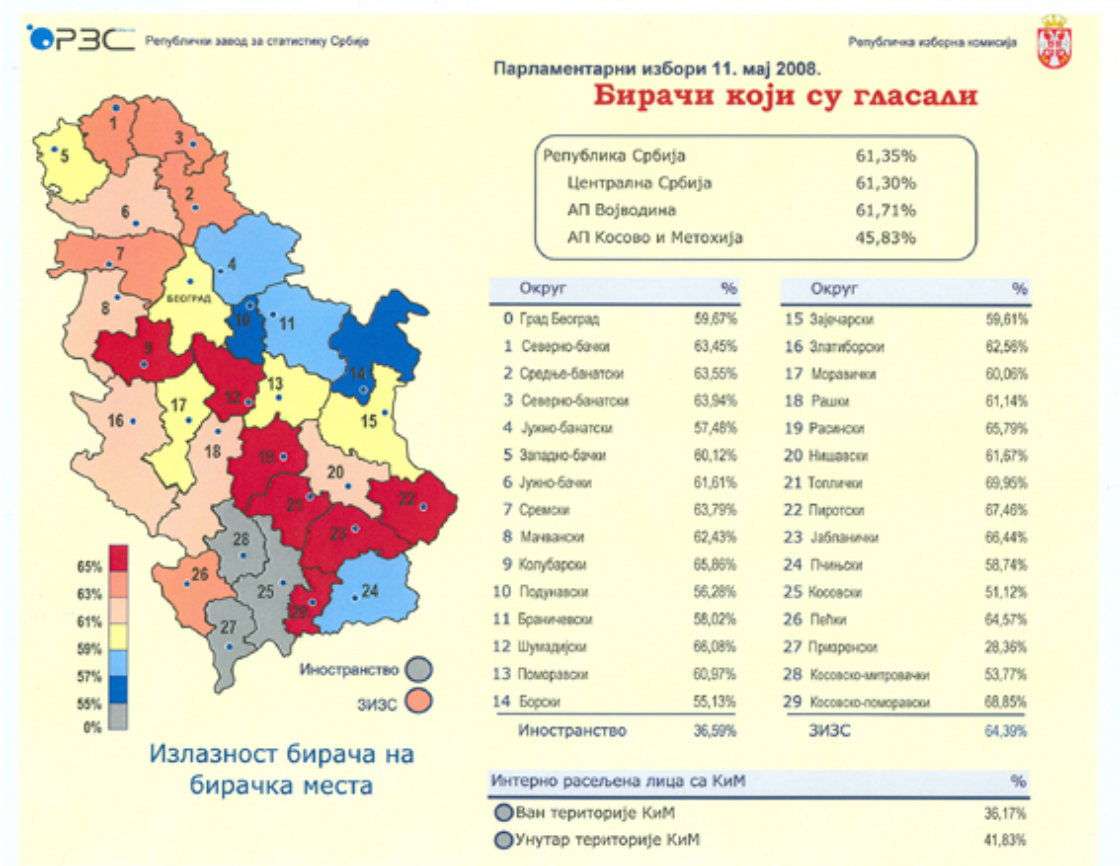 РЗС Републички завод за статистику Србије
Републичка изборна комисија
Парламентарни избори 11. мај 2008.
Бирачи који су гласали
Република Србија 61,35%
Централна Србија 61,30%
АП Војводина 61,71%
АП Косово и Метохија 45,83%
Округ %
0 Град Београд 59,67%
1 Северно-бачки 63,45%
2 Средње-банатски 63,55%
3 Северно-банатски 63,94%
4 Јужно-банатски 57,48%
5 Западно-бачки 60,12%
6 Јужно-бачки 61,61%
7 Сремски 63,79%
8 Мачвански 62,43%
9 Колубарски 65,86%
10 Подунавски 56,28%
11 Браничевски 58,02%
12 Шумадијски 66,08%
13 Поморавски 60,97%
14 Борски 55,13%
Иностранство 36,59%
Округ %
15 Зајечарски 59,61%
16 Златиборски 62,56%
17 Моравички 60,06%
18 Рашки 61,14%
19 Расински 65,79%
20 Нишавски 61,67%
21 Топлички 69,95%
22 Пиротски 67,46%
23 Јабланички 66,44%
24 Пчињски 58,74%
25 Косовски 51,12%
26 Пећки 64,57%
27 Призренски 28,36%
28 Косовско-митровачки 53,77%
29 Косовско-поморавски 68,85%
ЗИЗС 64,39%
Интерно расељена лица са КиМ %
Ван територије КиМ 36,17%
Унутар територије КиМ 41,83%
1
3
5
2
6
7
4
БЕОГРАД
8
10
11
9
14
13
12
17
15
16
18
19
20
21
22
23
28
26
25
24
29
27
65%
63%
61%
59%
57%
55%
0%
Иностранство
ЗИЗС
Излазност бирача на
бирачка места